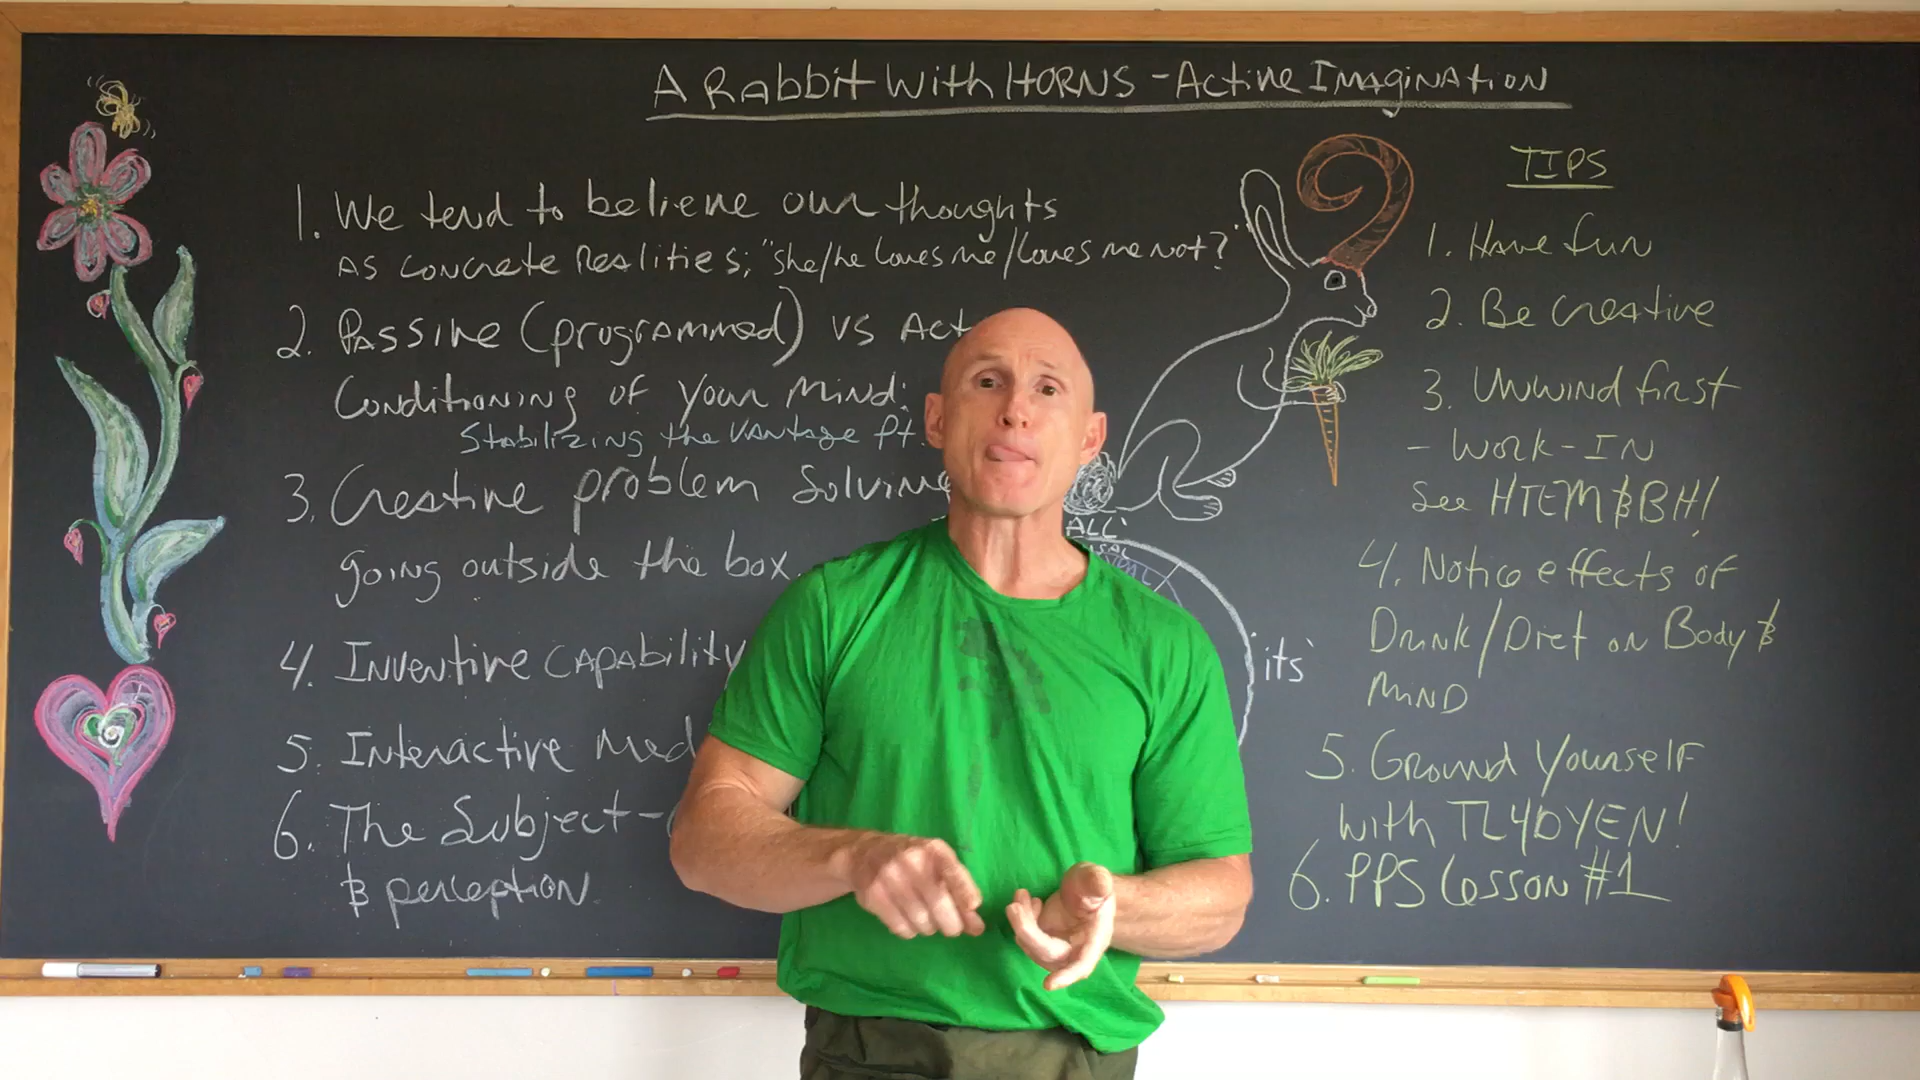 A Rabbit With HORNS - Active IMAGINATION
1. We tend to believe our thoughts
AS CONCRETE ReALITIES; "She/he Loves me/Loves me not?"
2. PASSIVE (programmed) VS Act
Conditioning of Your Mind:
Stabilizing the Vantage Pt.
3. Creative problem Solving
going outside the box.
4. Inventive CAPABILITY
5. Interactive Med
6. The Subject-
& perception.
ALL'
'its'
TIPS
1. Have fun
2. Be Creative
3. Unwind first
- Work-IN
See HTEM&BH!
4. Notice effects of
Drink/Diet on Body &
MIND
5. Ground Yourself
with TL4DYEN!
6. PPS Lesson #1